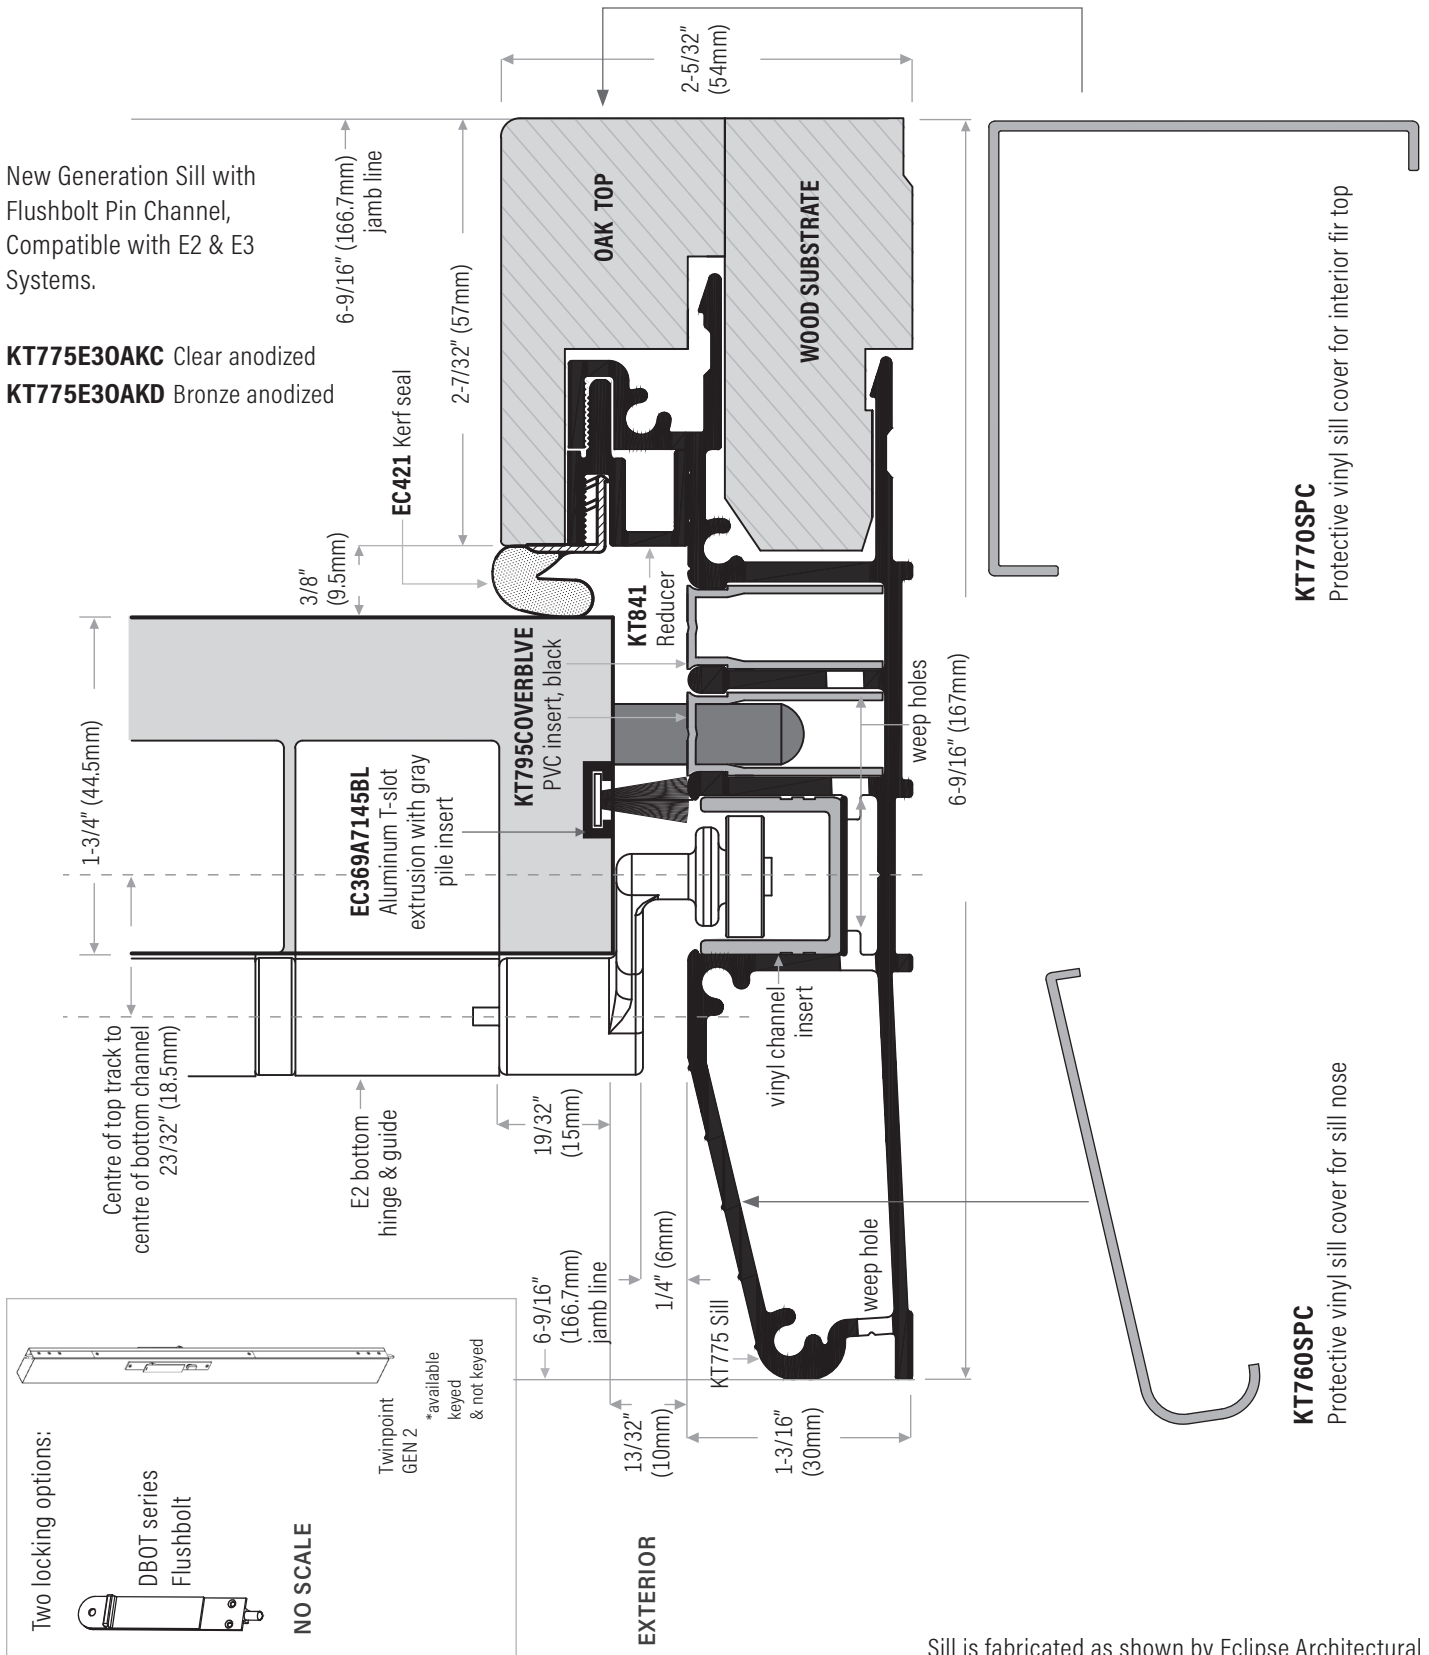 New Generation Sill with
Flushbolt Pin Channel,
Compatible with E2 & E3
Systems.
KT775E3OAKC Clear anodized
KT775E3OAKD Bronze anodized
2-5/32"
(54mm)
6-9/16" (166.7mm)
jamb line
2-7/32" (57mm)
EC421 Kerf seal
3/8"
(9.5mm)
OAK TOP
WOOD SUBSTRATE
KT841
Reducer
KT795COVERBLVE
PVC insert, black
EC369A7145BL
Aluminum T-slot
extrusion with gray
pile insert
1-3/4" (44.5mm)
weep holes
6-9/16" (167mm)
KT770SPC
Protective vinyl sill cover for interior fir top
Centre of top track to
centre of bottom channel
23/32" (18.5mm)
E2 bottom
hinge & guide
19/32"
(15mm)
vinyl channel
insert
6-9/16"
(166.7mm)
jamb line
1/4" (6mm)
KT775 Sill
weep hole
13/32"
(10mm)
1-3/16"
(30mm)
KT760SPC
Protective vinyl sill cover for sill nose
Two locking options:
DBOT series
Flushbolt
Twinpoint
GEN 2
*available
keyed
& not keyed
NO SCALE
EXTERIOR
Sill is fabricated as shown by Eclipse Architectural